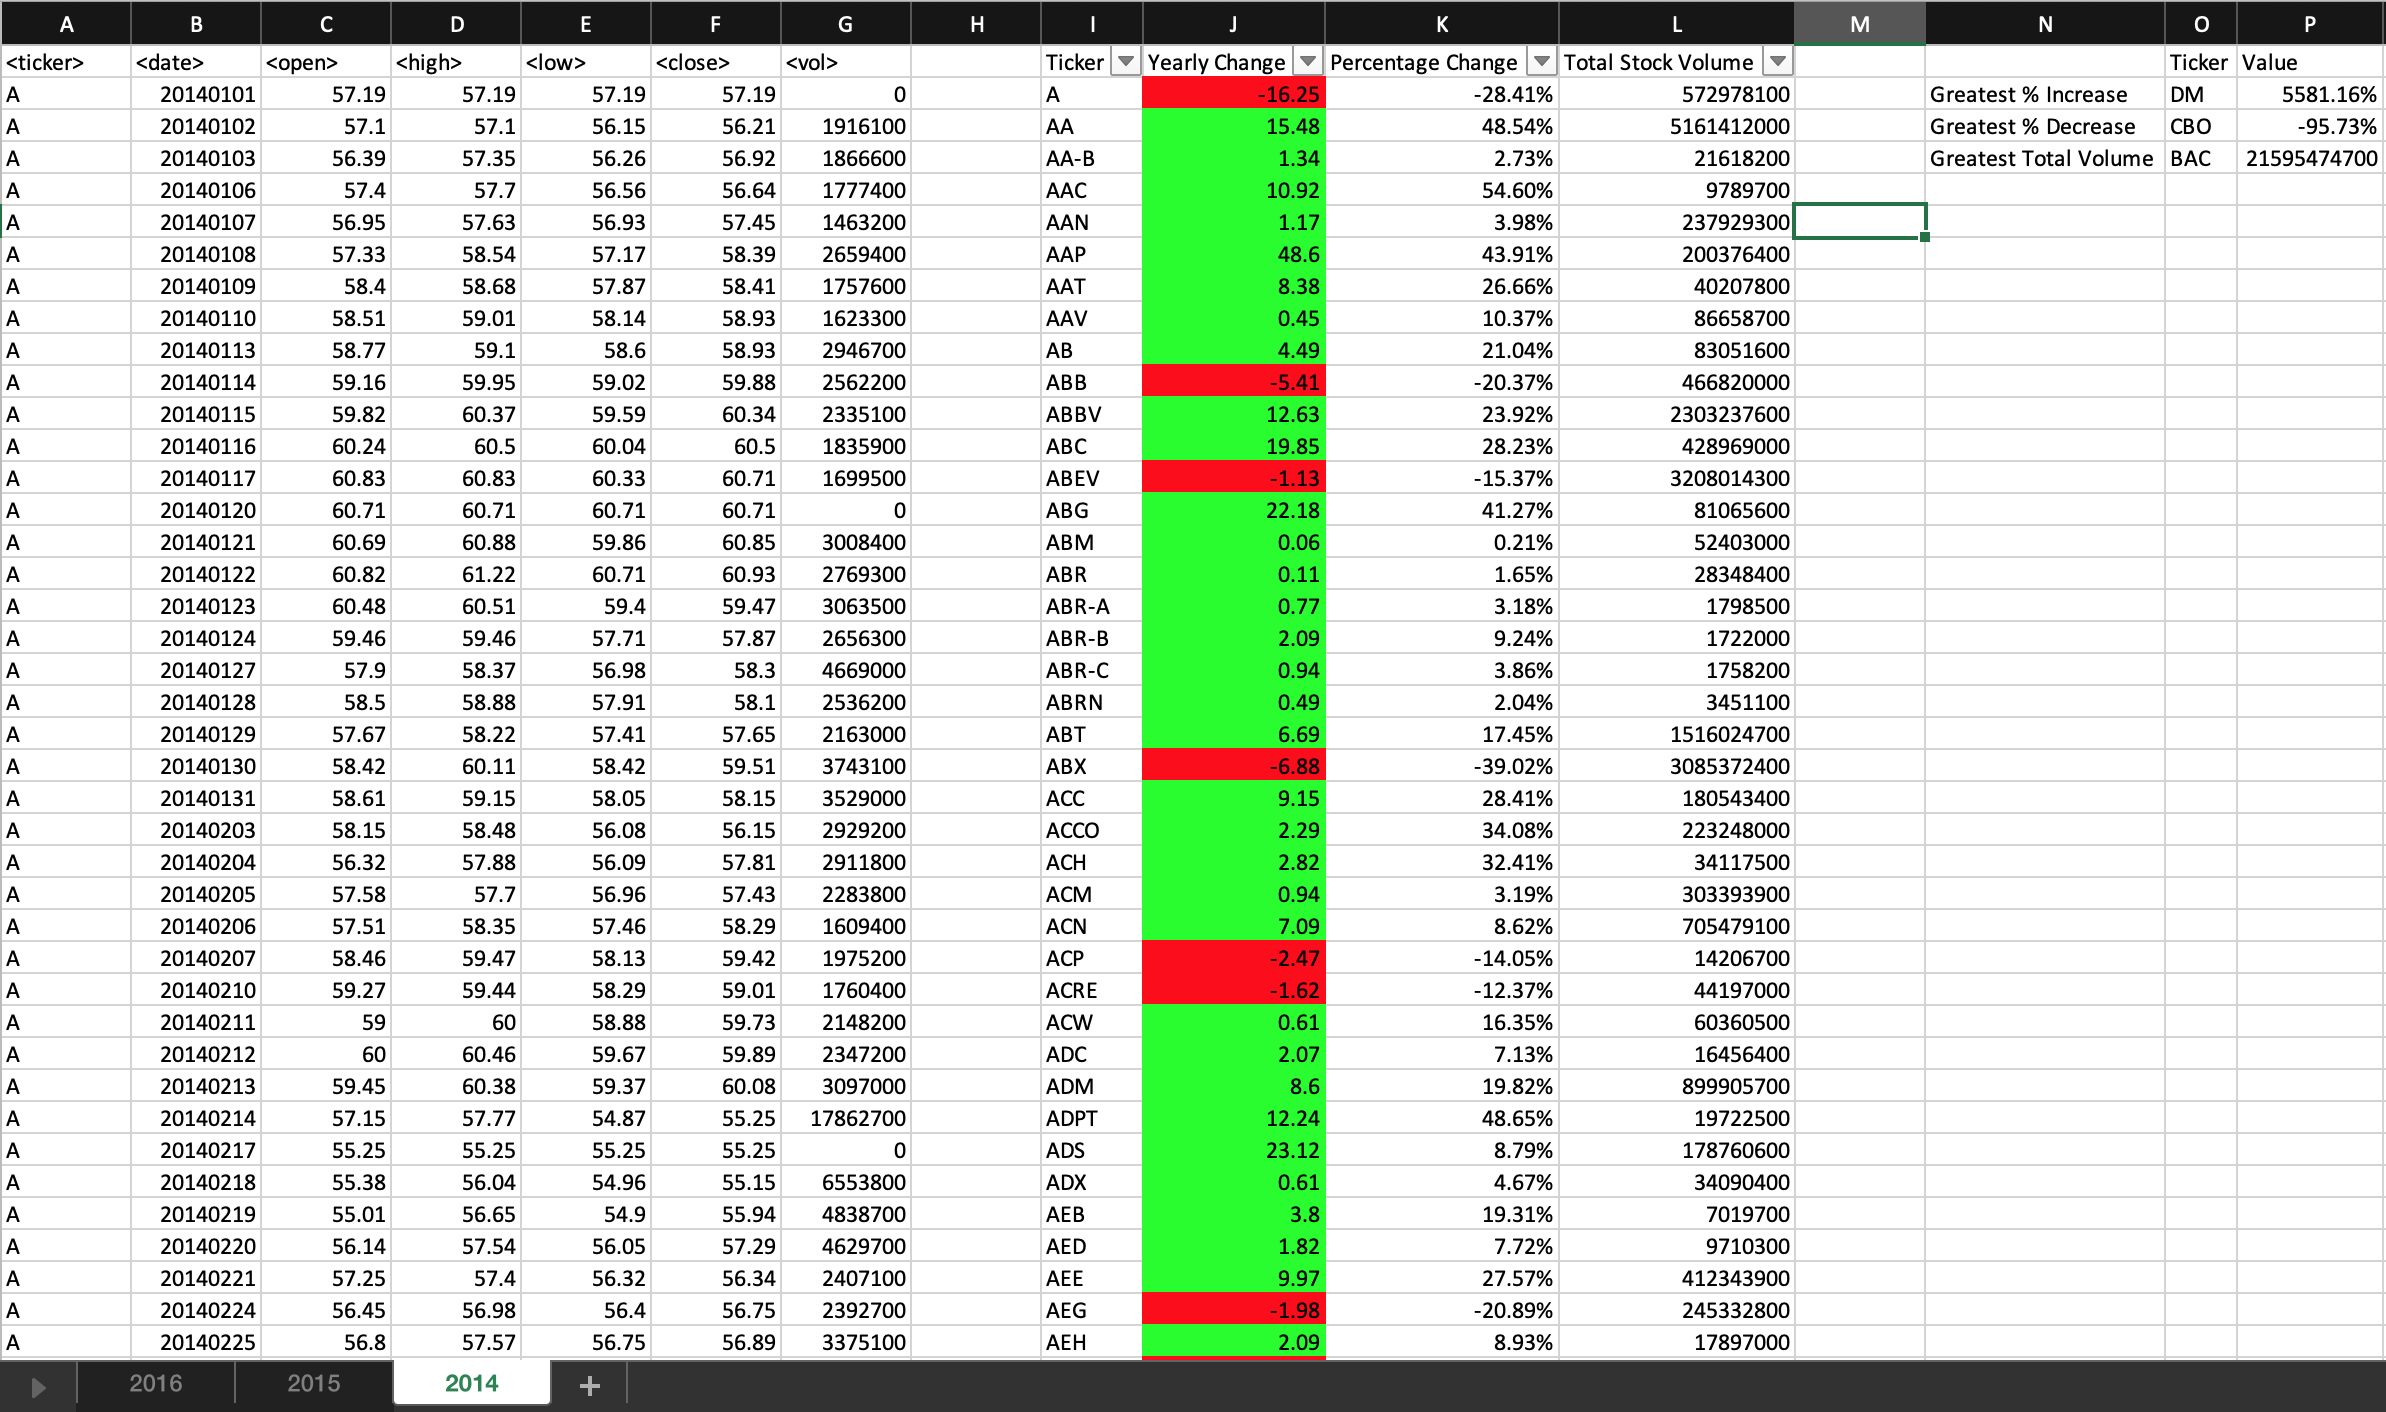 A B C D E F G H I J K L M N O P
<ticker> <date> <open> <high> <low> <close> <vol> Ticker Yearly Change Percentage Change Total Stock Volume Ticker Value
A 20140101 57.19 57.19 57.19 57.19 0 A -16.25 -28.41% 572978100 Greatest % Increase DM 5581.16%
A 20140102 57.1 57.1 56.15 56.21 1916100 AA 15.48 48.54% 5161412000 Greatest % Decrease CBO -95.73%
A 20140103 56.39 57.35 56.26 56.92 1866600 AA-B 1.34 2.73% 21618200 Greatest Total Volume BAC 21595474700
A 20140106 57.4 57.7 56.56 56.64 1777400 AAC 10.92 54.60% 9789700
A 20140107 56.95 57.63 56.93 57.45 1463200 AAN 1.17 3.98% 237929300
A 20140108 57.33 58.54 57.17 58.39 2659400 AAP 48.6 43.91% 200376400
A 20140109 58.4 58.68 57.87 58.41 1757600 AAT 8.38 26.66% 40207800
A 20140110 58.51 59.01 58.14 58.93 1623300 AAV 0.45 10.37% 86658700
A 20140113 58.77 59.1 58.6 58.93 2946700 AB 4.49 21.04% 83051600
A 20140114 59.16 59.95 59.02 59.88 2562200 ABB -5.41 -20.37% 466820000
A 20140115 59.82 60.37 59.59 60.34 2335100 ABBV 12.63 23.92% 2303237600
A 20140116 60.24 60.5 60.04 60.5 1835900 ABC 19.85 28.23% 428969000
A 20140117 60.83 60.83 60.33 60.71 1699500 ABEV -1.13 -15.37% 3208014300
A 20140120 60.71 60.71 60.71 60.71 0 ABG 22.18 41.27% 81065600
A 20140121 60.69 60.88 59.86 60.85 3008400 ABM 0.06 0.21% 52403000
A 20140122 60.82 61.22 60.71 60.93 2769300 ABR 0.11 1.65% 28348400
A 20140123 60.48 60.51 59.4 59.47 3063500 ABR-A 0.77 3.18% 1798500
A 20140124 59.46 59.46 57.71 57.87 2656300 ABR-B 2.09 9.24% 1722000
A 20140127 57.9 58.37 56.98 58.3 4669000 ABR-C 0.94 3.86% 1758200
A 20140128 58.5 58.88 57.91 58.1 2536200 ABRN 0.49 2.04% 3451100
A 20140129 57.67 58.22 57.41 57.65 2163000 ABT 6.69 17.45% 1516024700
A 20140130 58.42 60.11 58.42 59.51 3743100 ABX -6.88 -39.02% 3085372400
A 20140131 58.61 59.15 58.05 58.15 3529000 ACC 9.15 28.41% 180543400
A 20140203 58.15 58.48 56.08 56.15 2929200 ACCO 2.29 34.08% 223248000
A 20140204 56.32 57.88 56.09 57.81 2911800 ACH 2.82 32.41% 34117500
A 20140205 57.58 57.7 56.96 57.43 2283800 ACM 0.94 3.19% 303393900
A 20140206 57.51 58.35 57.46 58.29 1609400 ACN 7.09 8.62% 705479100
A 20140207 58.46 59.47 58.13 59.42 1975200 ACP -2.47 -14.05% 14206700
A 20140210 59.27 59.44 58.29 59.01 1760400 ACRE -1.62 -12.37% 44197000
A 20140211 59 60 58.88 59.73 2148200 ACW 0.61 16.35% 60360500
A 20140212 60 60.46 59.67 59.89 2347200 ADC 2.07 7.13% 16456400
A 20140213 59.45 60.38 59.37 60.08 3097000 ADM 8.6 19.82% 899905700
A 20140214 57.15 57.77 54.87 55.25 17862700 ADPT 12.24 48.65% 19722500
A 20140217 55.25 55.25 55.25 55.25 0 ADS 23.12 8.79% 178760600
A 20140218 55.38 56.04 54.96 55.15 6553800 ADX 0.61 4.67% 34090400
A 20140219 55.01 56.65 54.9 55.94 4838700 AEB 3.8 19.31% 7019700
A 20140220 56.14 57.54 56.05 57.29 4629700 AED 1.82 7.72% 9710300
A 20140221 57.25 57.4 56.32 56.34 2407100 AEE 9.97 27.57% 412343900
A 20140224 56.45 56.98 56.4 56.75 2392700 AEG -1.98 -20.89% 245332800
A 20140225 56.8 57.57 56.75 56.89 3375100 AEH 2.09 8.93% 17897000
2016 2015 2014 +